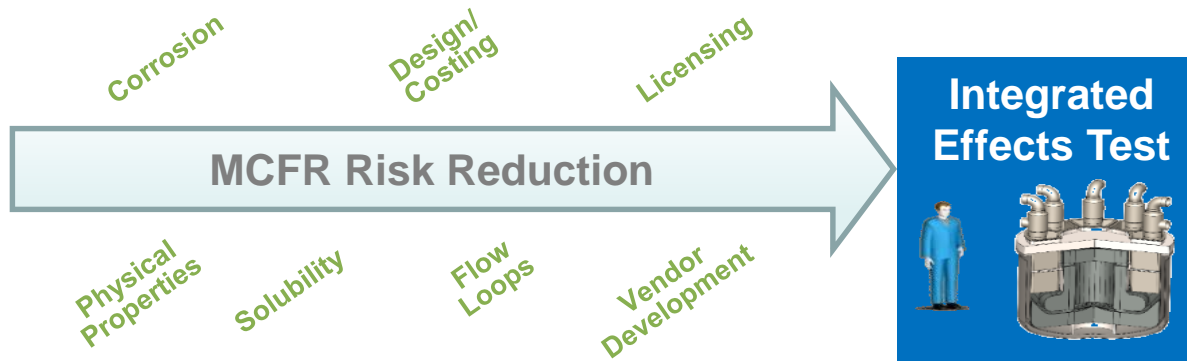 Corrosion
Design/
Costing
Licensing
MCFR Risk Reduction
Integrated
Effects Test
Physical
Properties
Solubility
Flow
Loops
Vendor
Development